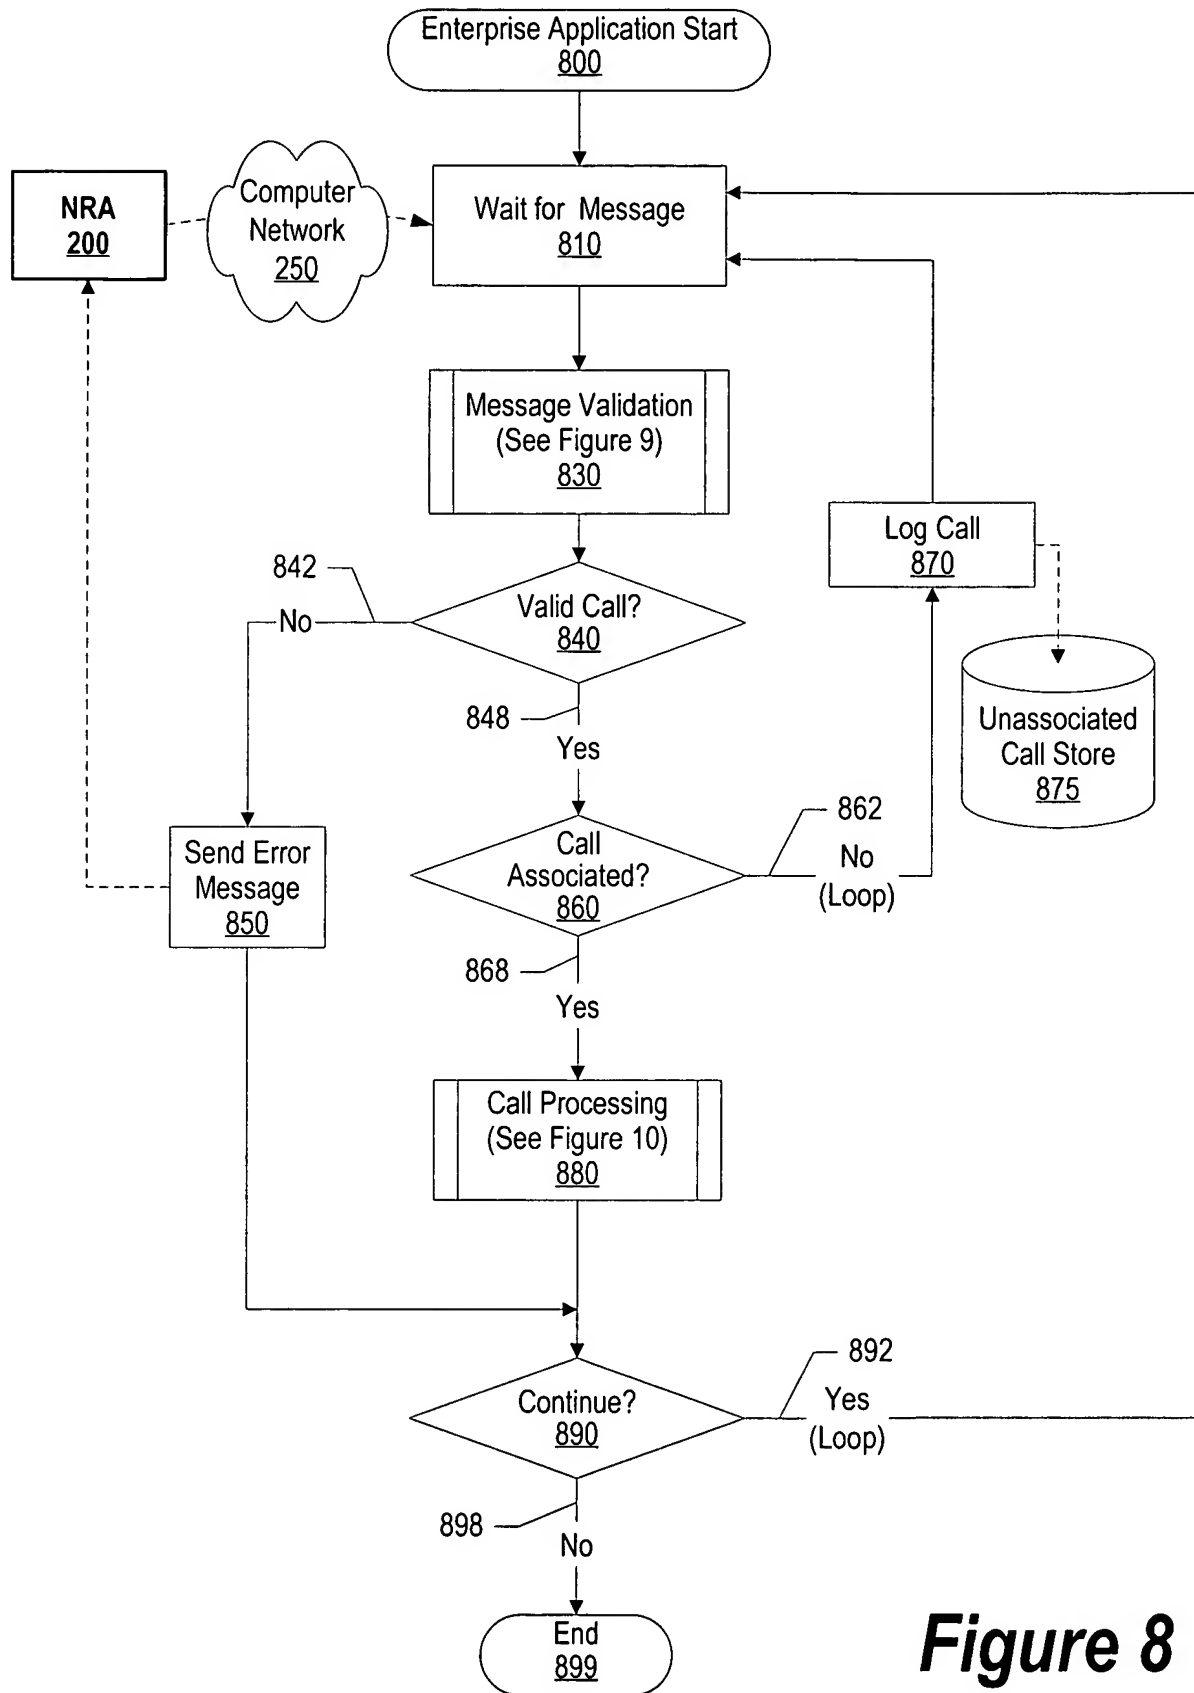 Enterprise Application Start
800
NRA
200
Computer
Network
250
Wait for Message
810
Message Validation
(See Figure 9)
830
Log Call
870
842
No
Valid Call?
840
848
Yes
Unassociated
Call Store
875
862
No
(Loop)
Call
Associated?
860
Send Error
Message
850
868
Yes
Call Processing
(See Figure 10)
880
892
Yes
(Loop)
Continue?
890
898
No
End
899
Figure 8